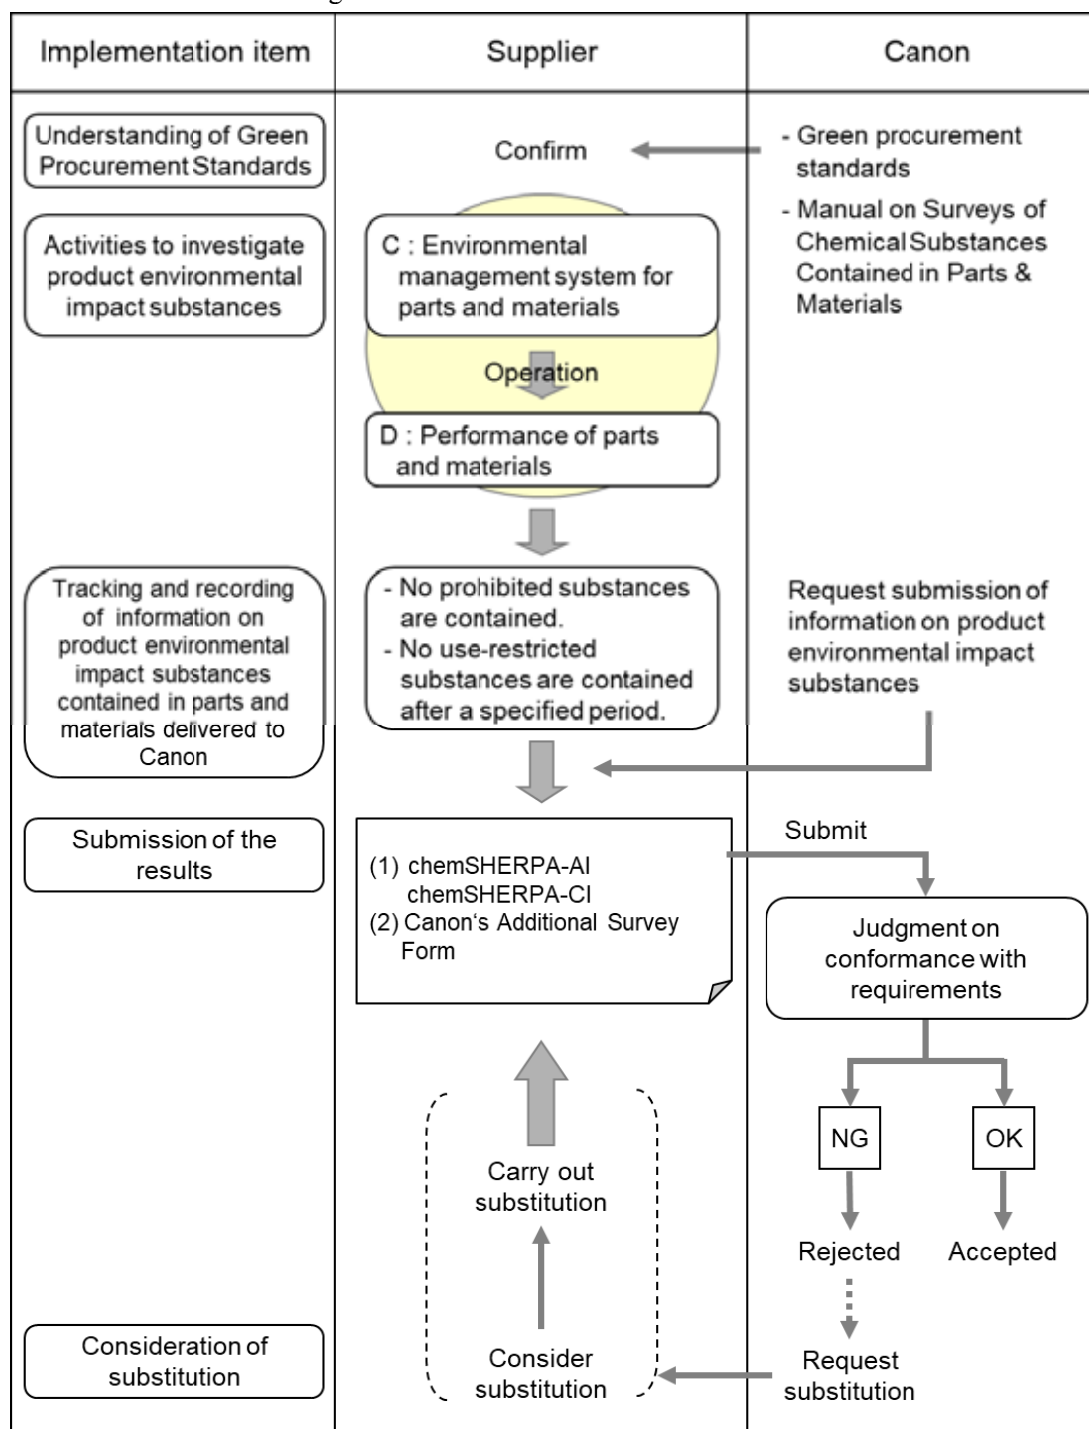 Implementation item
Supplier
Canon
Understanding of Green
Procurement Standards
Confirm
- Green procurement
standards
- Manual on Surveys of
Chemical Substances
Contained in Parts &
Materials
Activities to investigate
product environmental
impact substances
C : Environmental
management system for
parts and materials
Operation
D : Performance of parts
and materials
Tracking and recording
of information on
product environmental
impact substances
contained in parts and
materials delivered to
Canon
- No prohibited substances
are contained.
- No use-restricted
substances are contained
after a specified period.
Request submission of
information on product
environmental impact
substances
Submission of the
results
(1) chemSHERPA-AI
chemSHERPA-CI
(2) Canon‘s Additional Survey
Form
Submit
Judgment on
conformance with
requirements
NG
OK
Rejected
Accepted
Carry out
substitution
Consideration of
substitution
Consider
substitution
Request
substitution